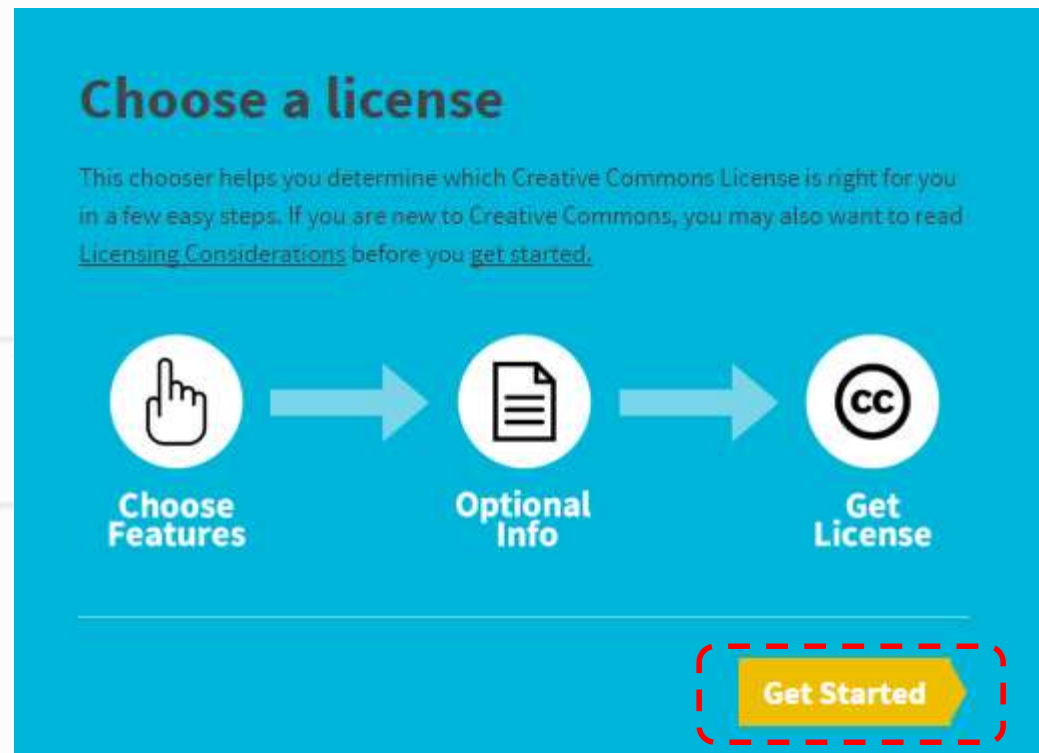 Choose a license
This chooser helps you determine which Creative Commons License is right for you
in a few easy steps. If you are new to Creative Commons, you may also want to read
Licensing Considerations before you get started.
cc
Choose
Features
Optional
Info
Get
License
Get Started